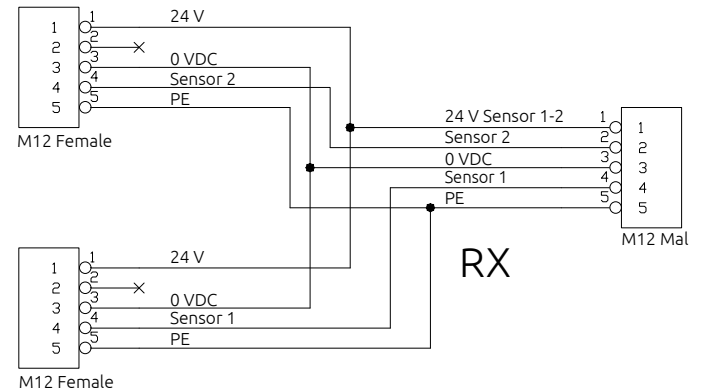 1 1 24 V
2 2
3 3 0 VDC
4 4 Sensor 2
5 5 PE
M12 Female
24 V Sensor 1-2 1 1
Sensor 2 2 2
0 VDC 3 3
Sensor 1 4 4
PE 5 5
M12 Mal
RX
1 1 24 V
2 2
3 3 0 VDC
4 4 Sensor 1
5 5 PE
M12 Female